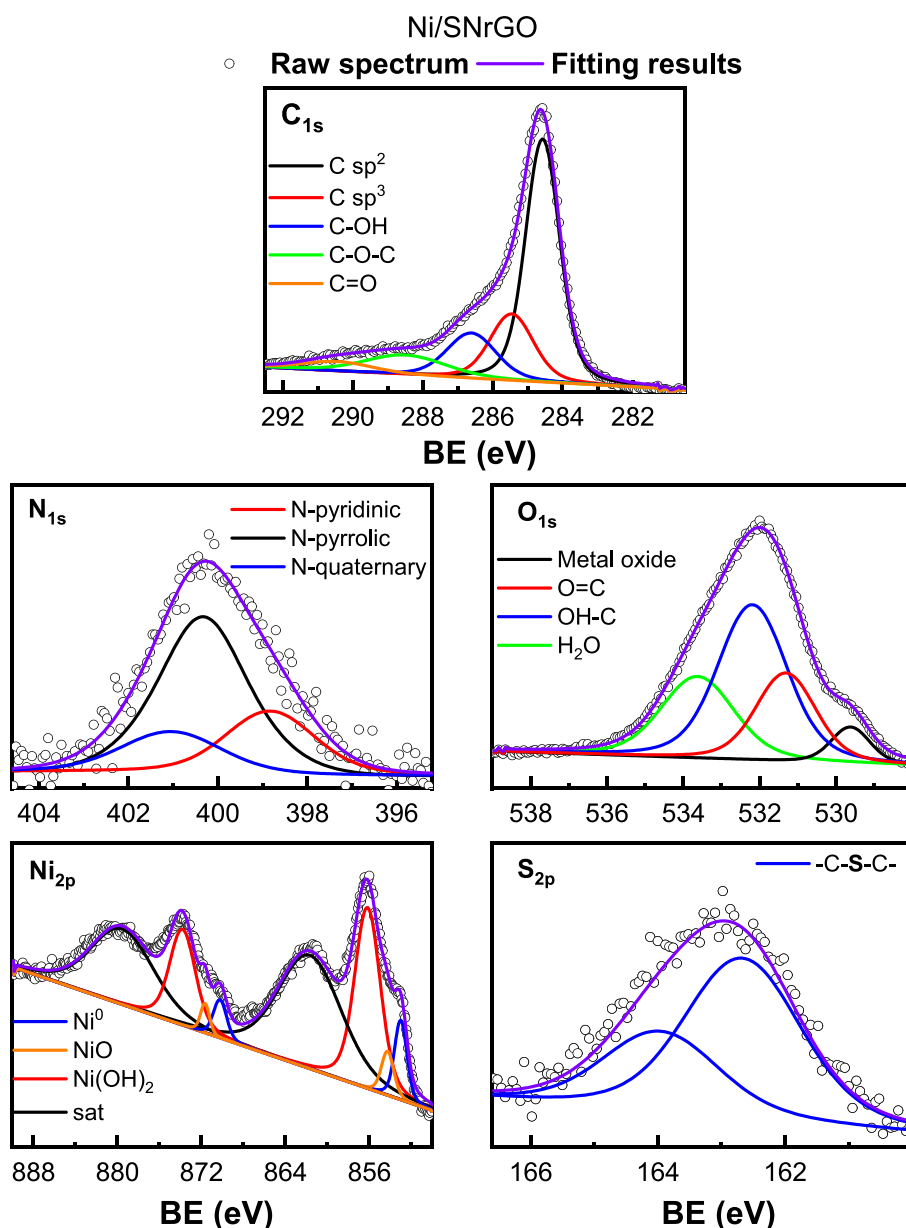 Ni/SNrGO
Raw spectrum Fitting results
C1s
C sp2
C sp3
C-OH
C-O-C
C=O
292 290 288 286 284 282
BE (eV)
N1s
N-pyridinic
N-pyrrolic
N-quaternary
404 402 400 398 396
O1s
Metal oxide
O=C
OH-C
H2O
538 536 534 532 530
Ni2p
Ni0
NiO
Ni(OH)2
sat
888 880 872 864 856
BE (eV)
S2p
-C-S-C-
166 164 162
BE (eV)